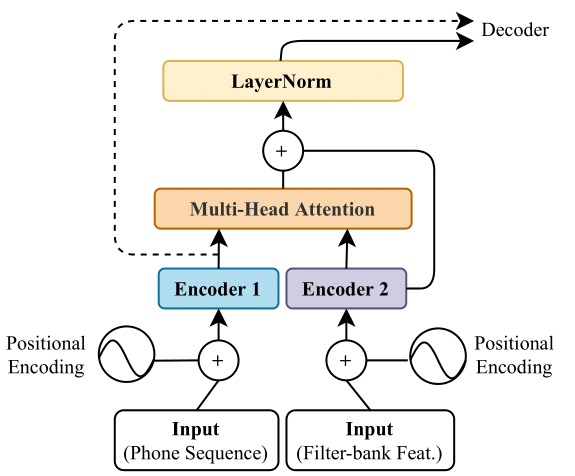 Decoder
LayerNorm
+
Multi-Head Attention
Encoder 1
Encoder 2
Positional
Encoding
+
+
Positional
Encoding
Input
(Phone Sequence)
Input
(Filter-bank Feat.)